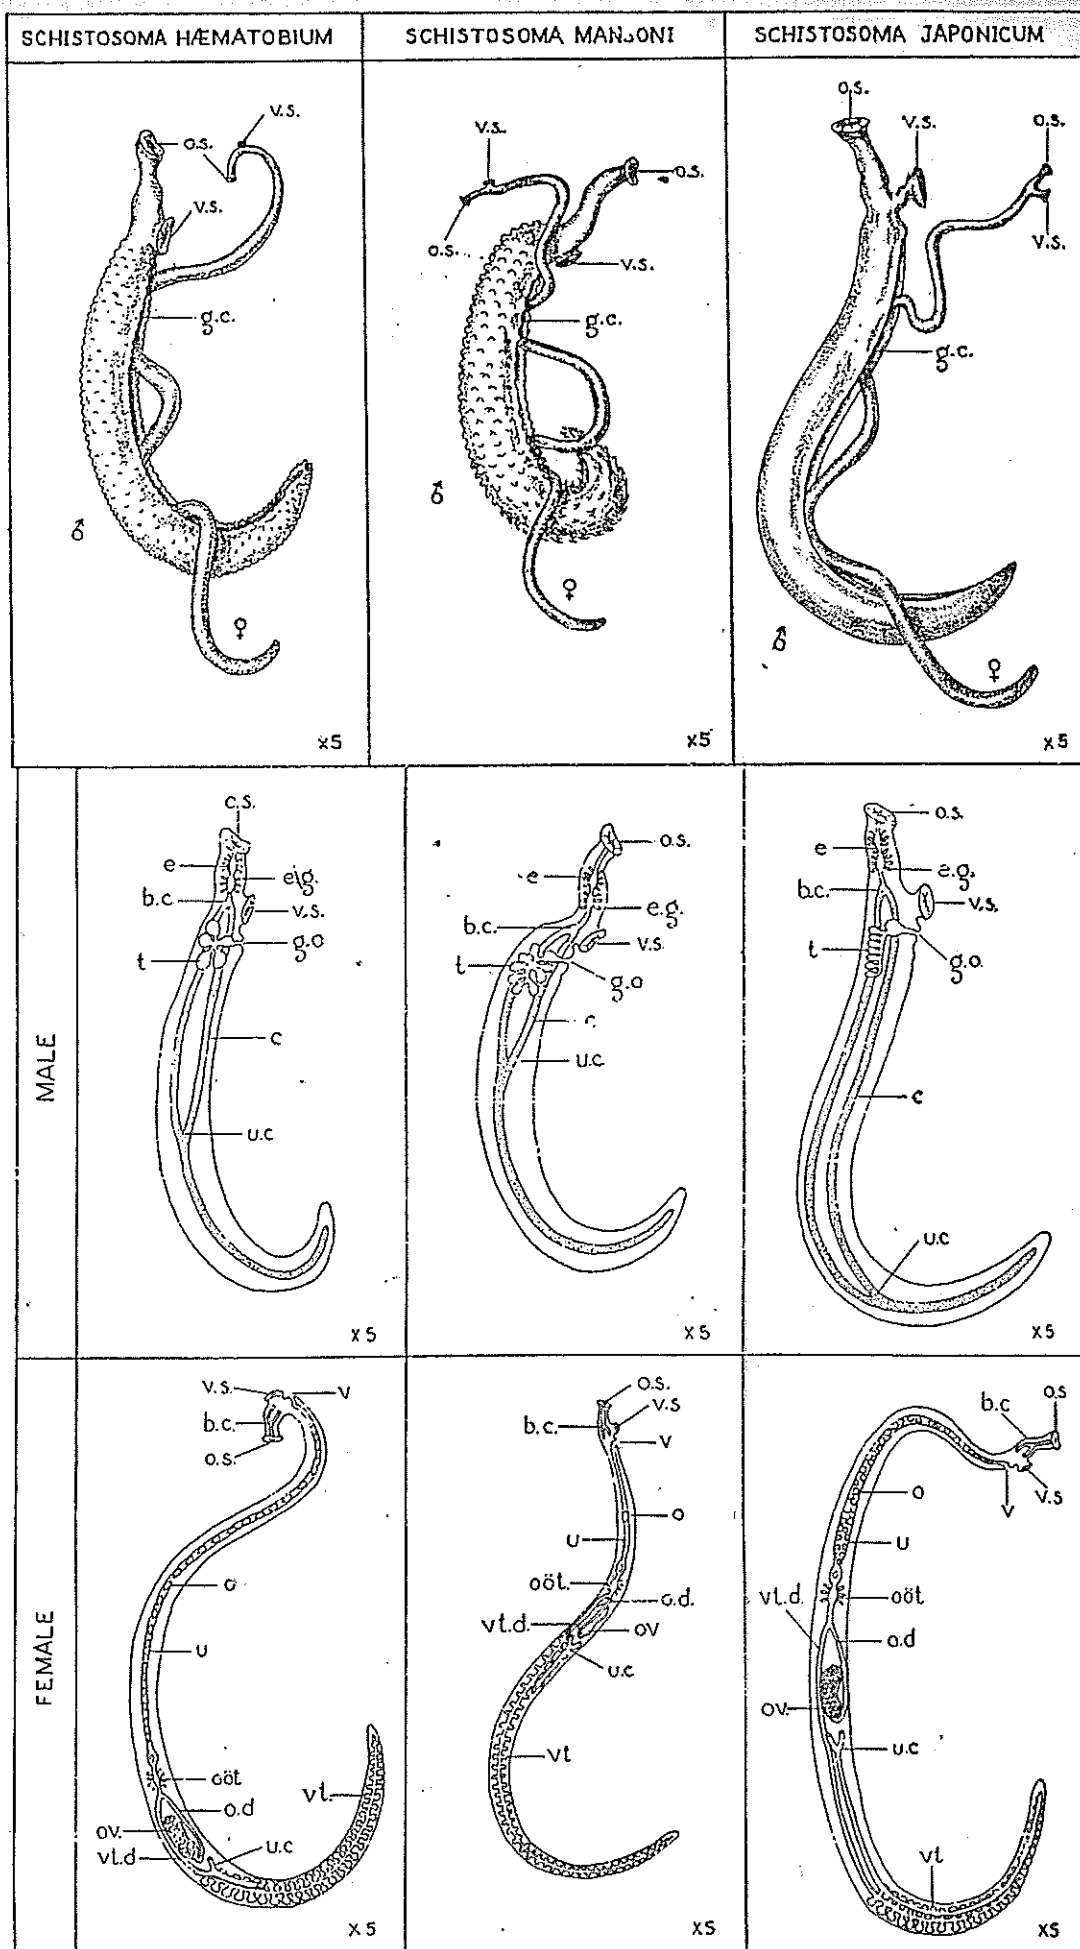 SCHISTOSOMA HÆMATOBIUM
SCHISTOSOMA MANSONI
SCHISTOSOMA JAPONICUM
v.s.
o.s.
v.s.
g.c.
♂
♀
x5
v.s.
o.s.
o.s.
v.s.
g.c.
♂
♀
x5
o.s.
v.s.
o.s.
v.s.
g.c.
♂
♀
x5
MALE
c.s.
e
e.g.
b.c
v.s.
g.o
t
c
u.c
x5
o.s.
e
e.g.
b.c.
v.s.
t
g.o
u.c
x5
o.s.
e
e.g.
b.c.
v.s.
t
g.o.
c
u.c
x5
FEMALE
v.s.
v
b.c.
o.s.
o
u
oöt
o.d
vt.
ov.
u.c
vt.d
x5
o.s.
v.s
b.c.
v
o
u
oöt.
o.d.
vt.d.
ov
u.c
vt
x5
o.s
b.c
v.s
v
o
u
vt.d.
oöt
o.d
ov.
u.c
vt
x5